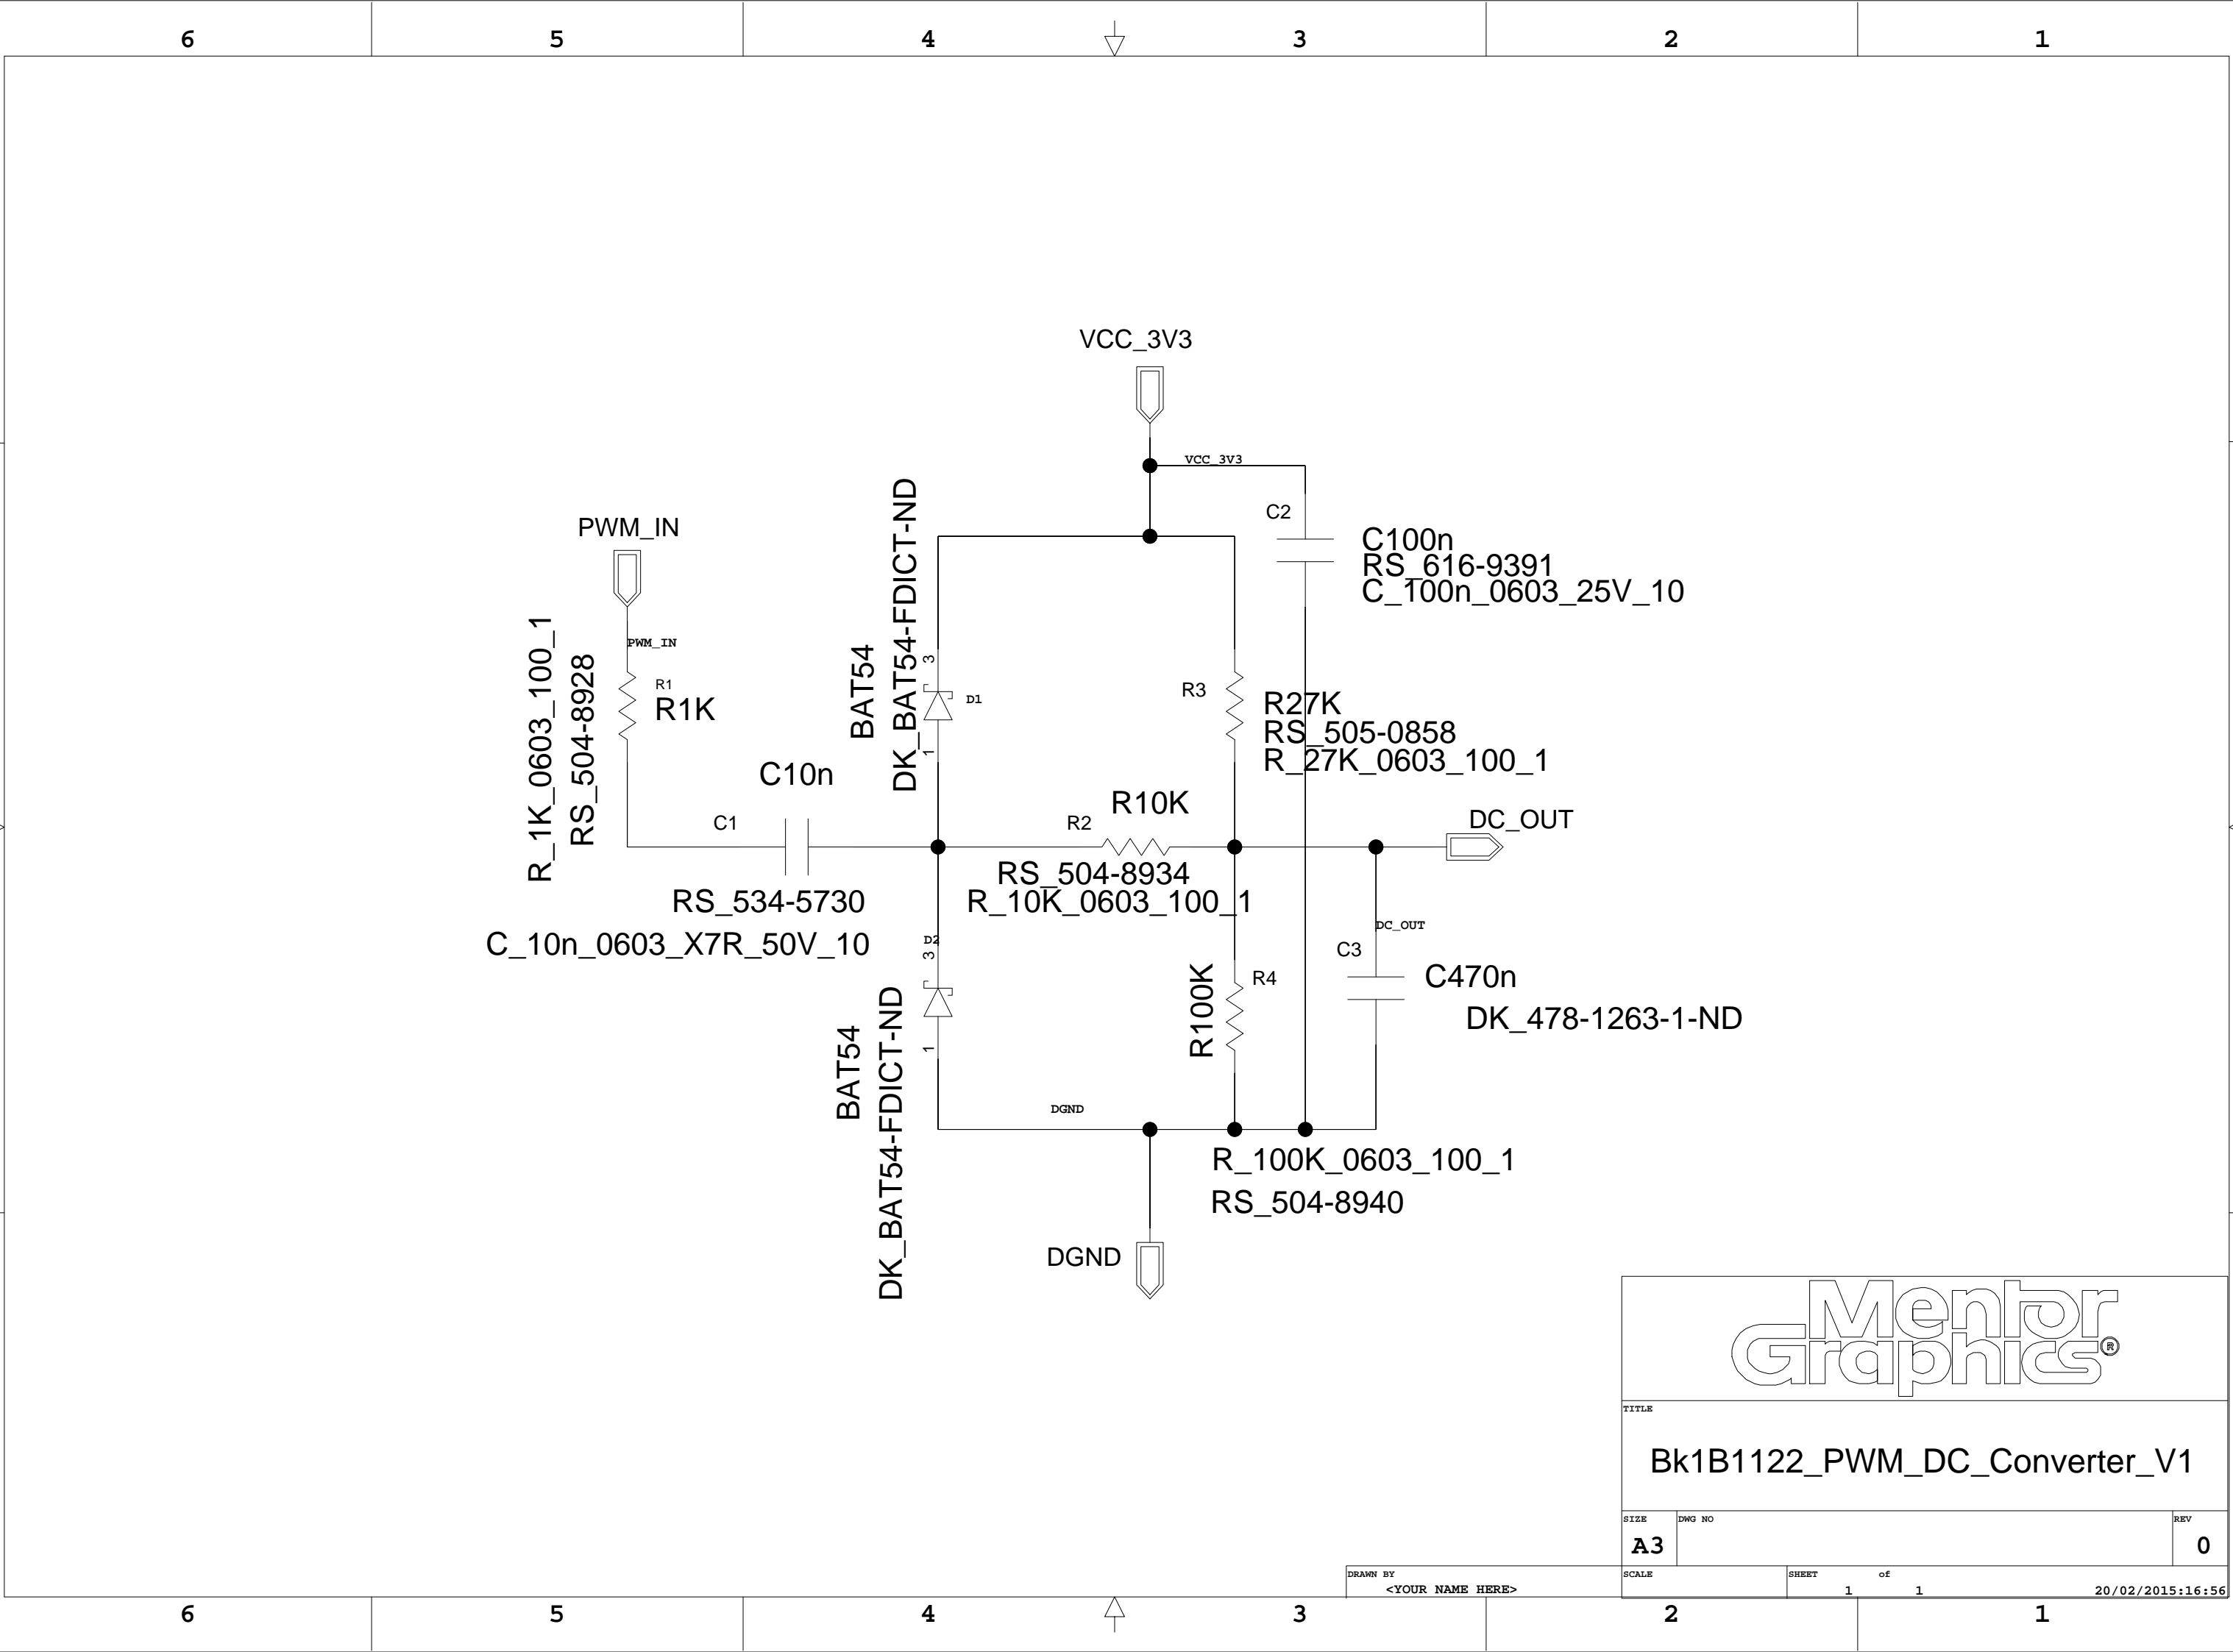 6 5 4 3 2 1
VCC_3V3
VCC_3V3
PWM_IN
PWM_IN
R1
R1K
R_1K_0603_100_1
RS_504-8928
C10n
C1
RS_534-5730
C_10n_0603_X7R_50V_10
BAT54
DK_BAT54-FDICT-ND
3
D1
1
C2
C100n
RS_616-9391
C_100n_0603_25V_10
R3
R27K
RS_505-0858
R_27K_0603_100_1
R10K
R2
RS_504-8934
R_10K_0603_100_1
DC_OUT
DC_OUT
D2
3
1
BAT54
DK_BAT54-FDICT-ND
R100K
R4
C3
C470n
DK_478-1263-1-ND
DGND
R_100K_0603_100_1
RS_504-8940
DGND
Mentor
Graphics®
TITLE
Bk1B1122_PWM_DC_Converter_V1
SIZE
A3
DWG NO
REV
0
DRAWN BY
<YOUR NAME HERE>
SCALE
SHEET of
1 1
20/02/2015:16:56
6 5 4 3 2 1